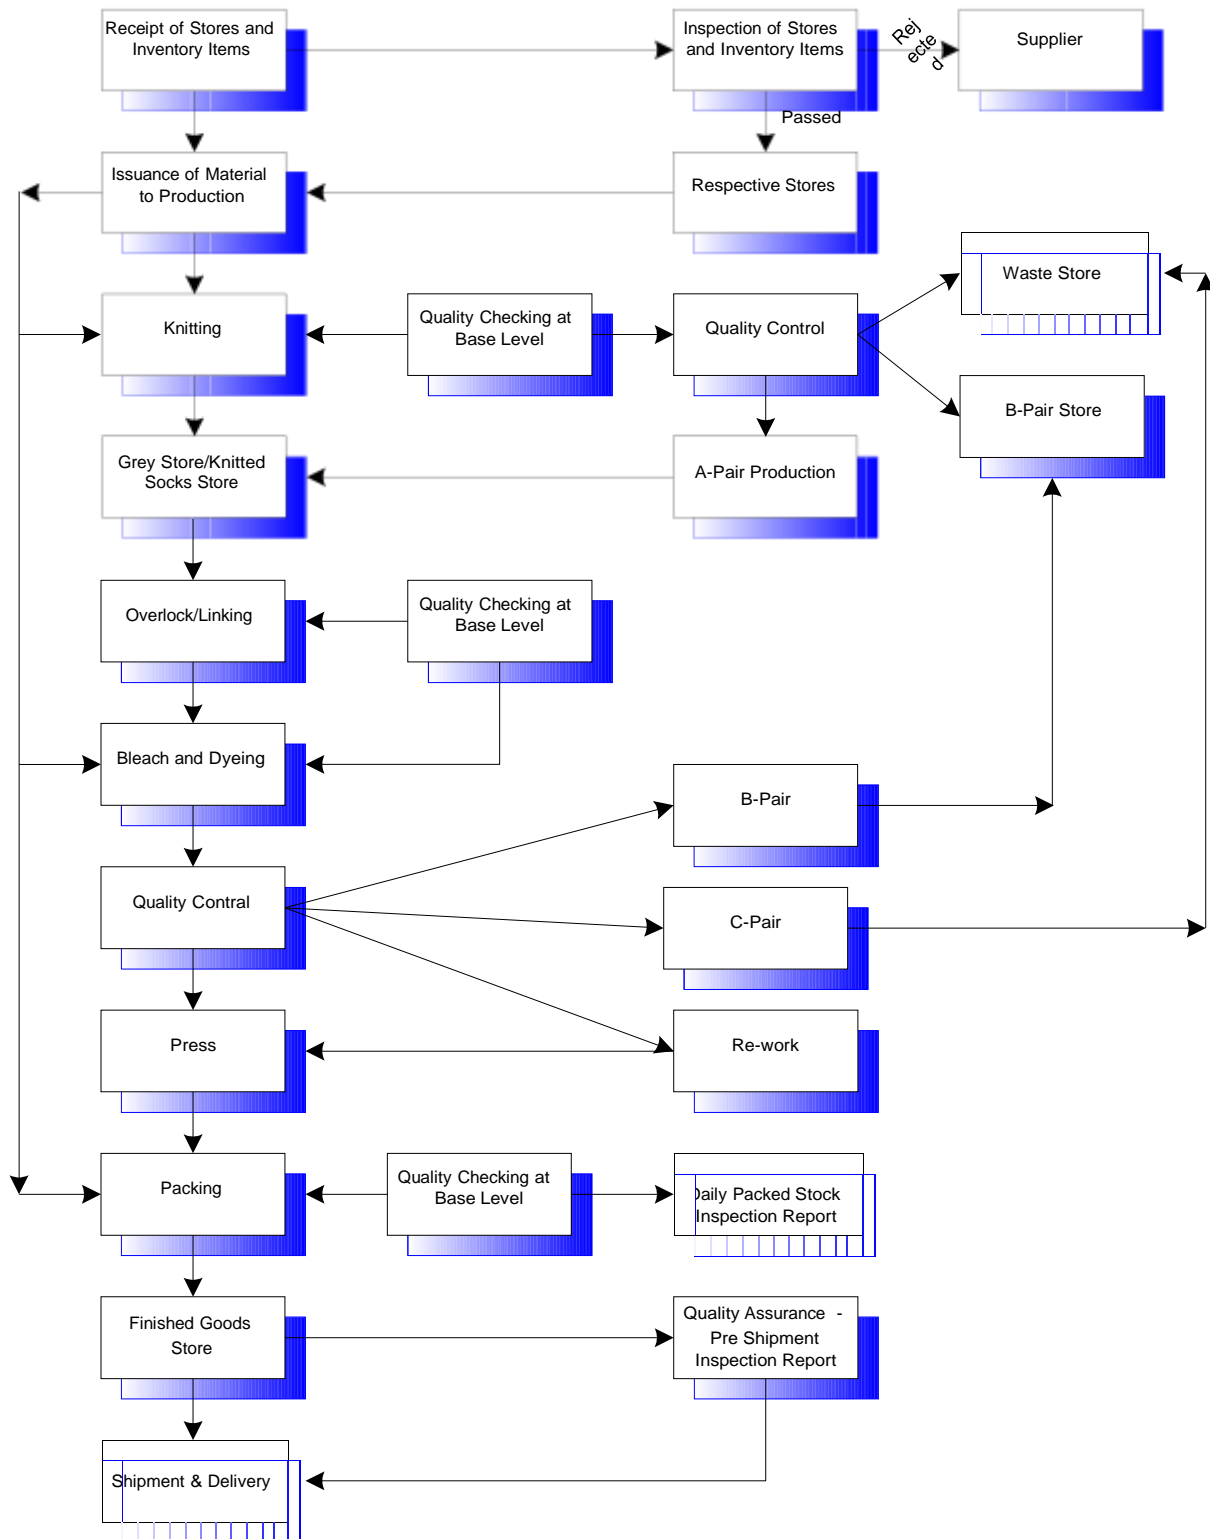 Receipt of Stores and
Inventory Items
Inspection of Stores
and Inventory Items
Rej
ecte
d
Supplier
Passed
Issuance of Material
to Production
Respective Stores
Waste Store
Knitting
Quality Checking at
Base Level
Quality Control
B-Pair Store
Grey Store/Knitted
Socks Store
A-Pair Production
Overlock/Linking
Quality Checking at
Base Level
Bleach and Dyeing
B-Pair
Quality Contral
C-Pair
Press
Re-work
Packing
Quality Checking at
Base Level
Daily Packed Stock
Inspection Report
Finished Goods
Store
Quality Assurance -
Pre Shipment
Inspection Report
Shipment & Delivery